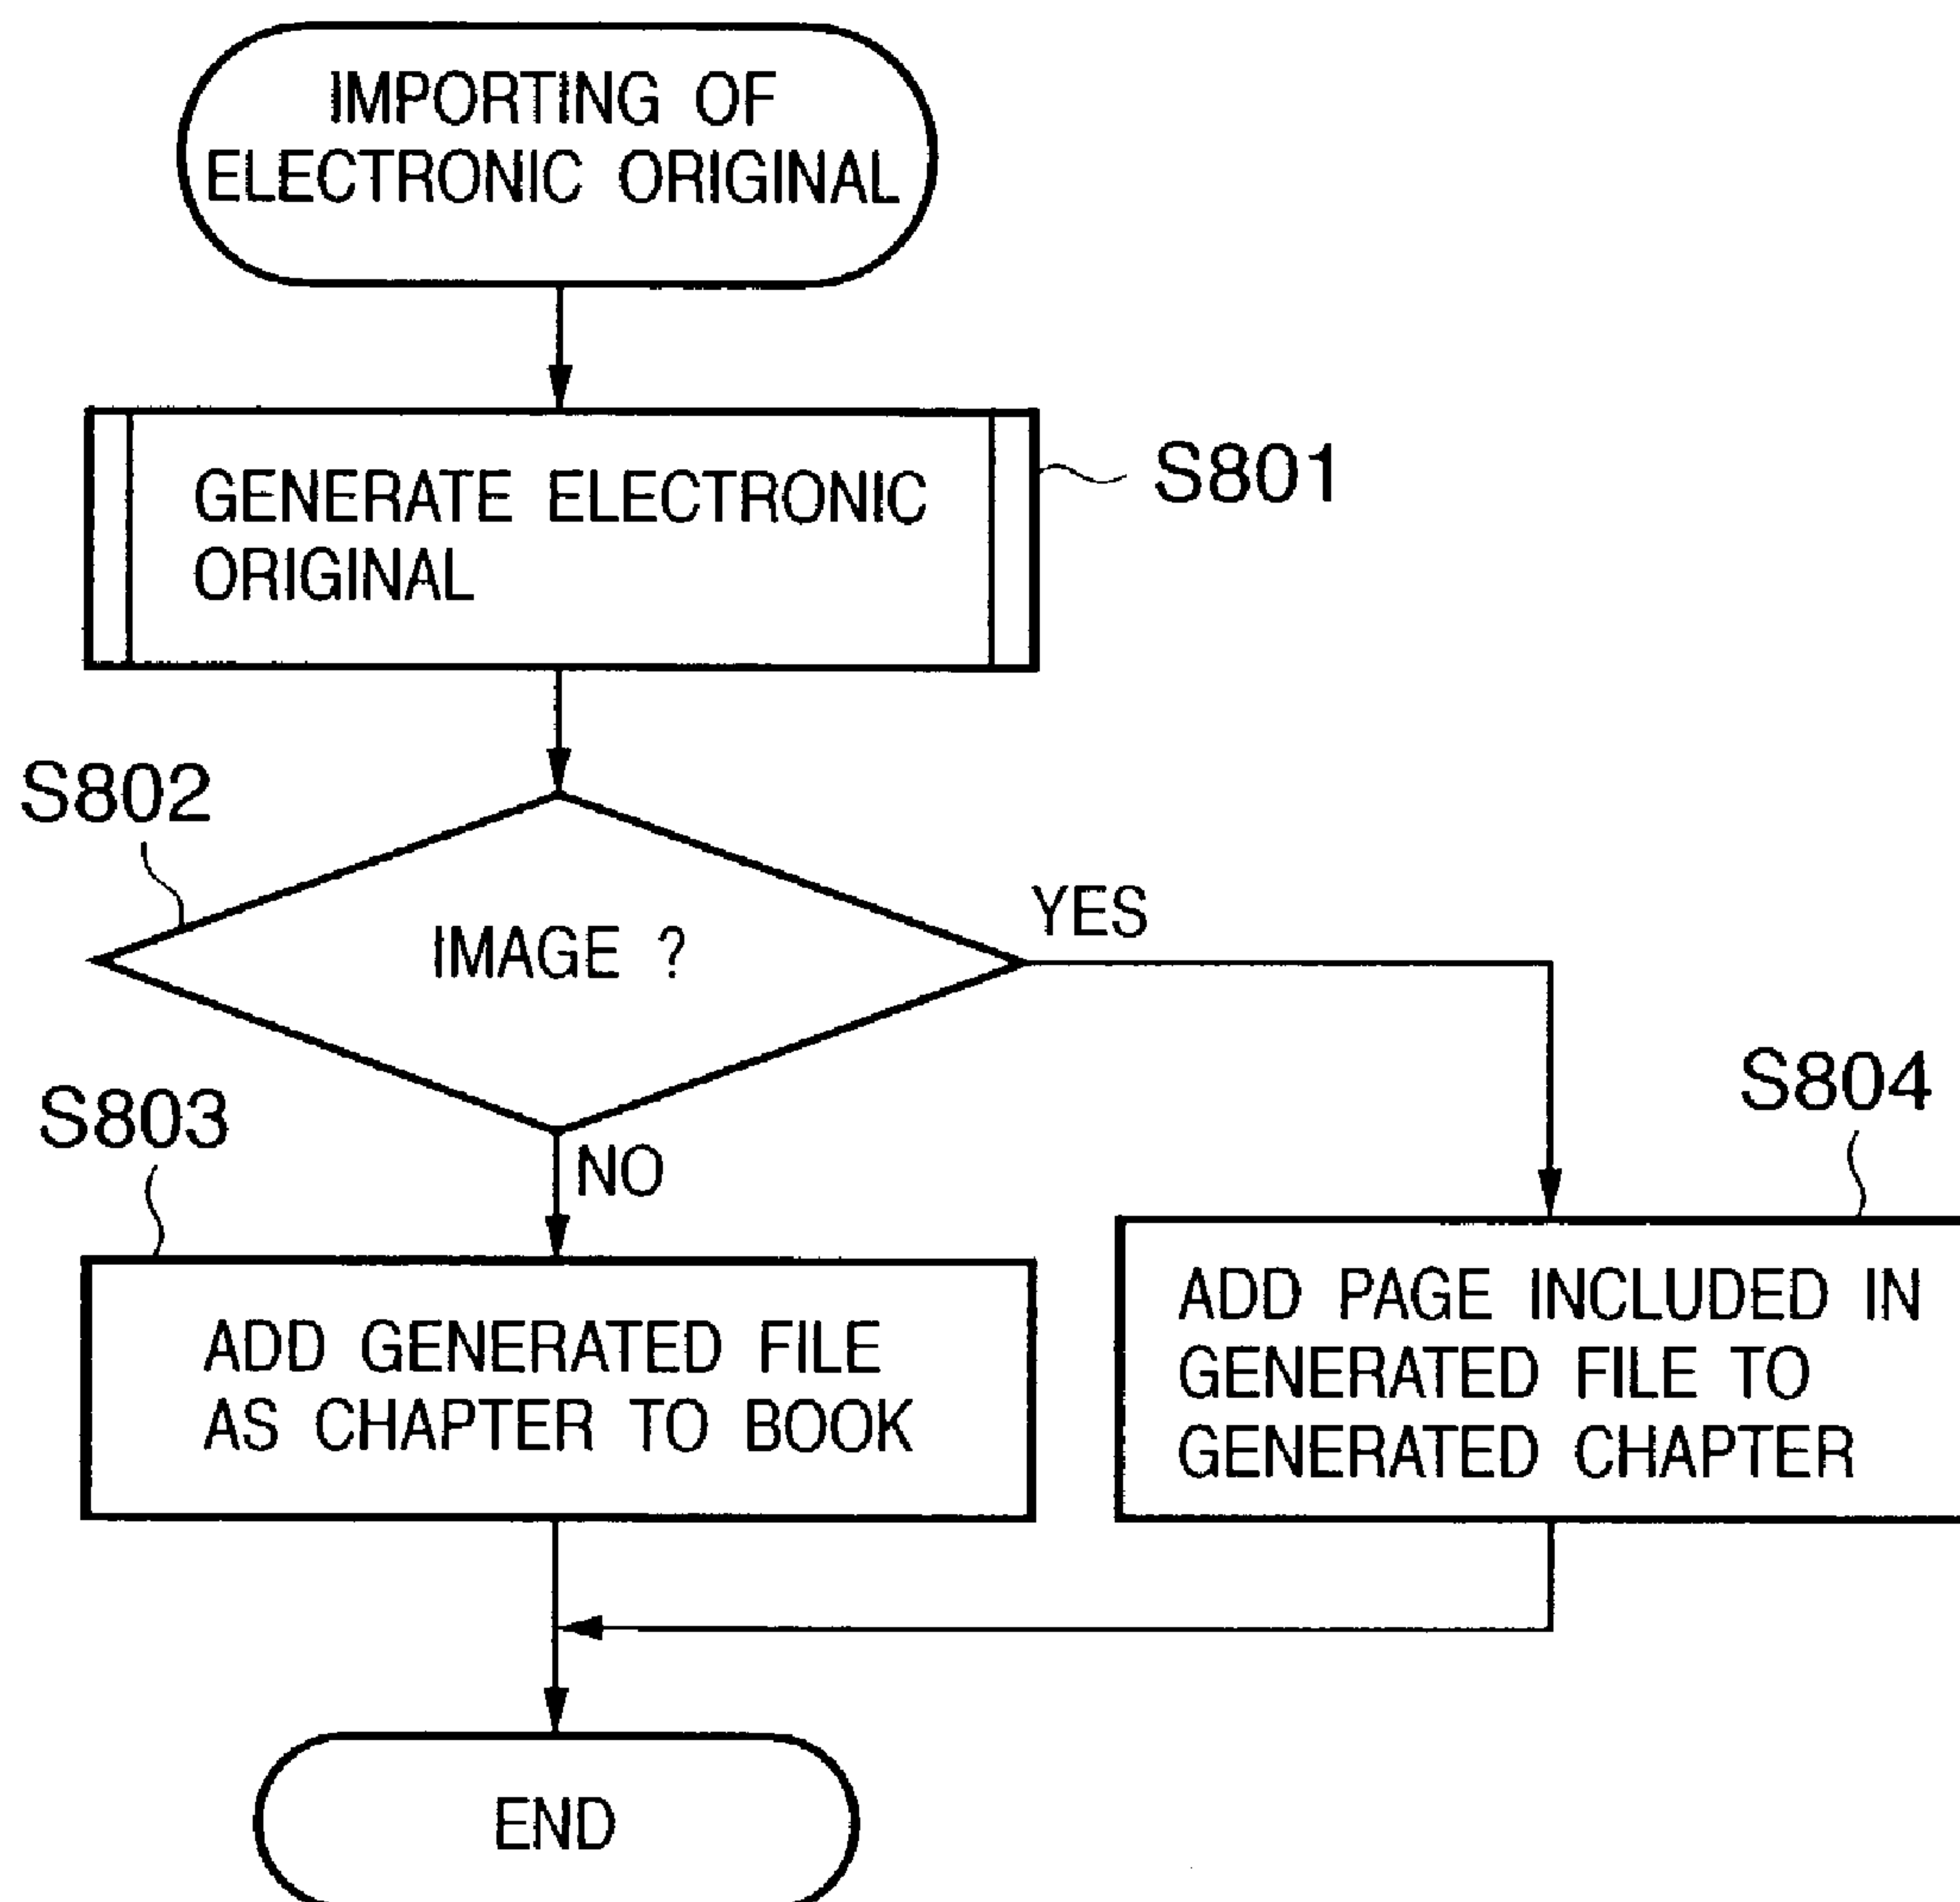 IMPORTING OF
ELECTRONIC ORIGINAL
GENERATE ELECTRONIC
ORIGINAL
S801
S802
IMAGE ?
YES
NO
S803
ADD GENERATED FILE
AS CHAPTER TO BOOK
S804
ADD PAGE INCLUDED IN
GENERATED FILE TO
GENERATED CHAPTER
END